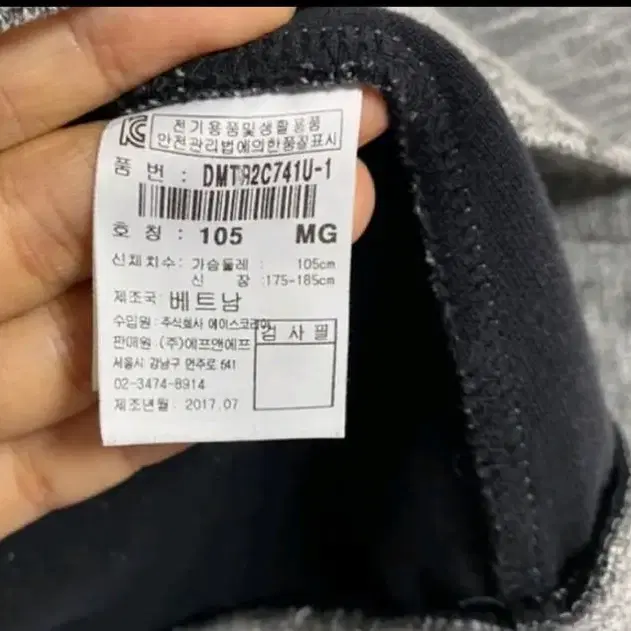 KC 전기용품및생활용품
안전관리법에의한품질표시
품 번 : DMT92C741U-1
호 칭 : 105 MG
신체치수 : 가슴둘레 : 105cm
신 장 :175-185cm
제조국: 베트남
수입원 : 주식회사 에이스코리아
판매원 (주)에프앤에프
검 사 필
서울시 강남구 언주로 541
02-3474-8914
제조년월 : 2017.07